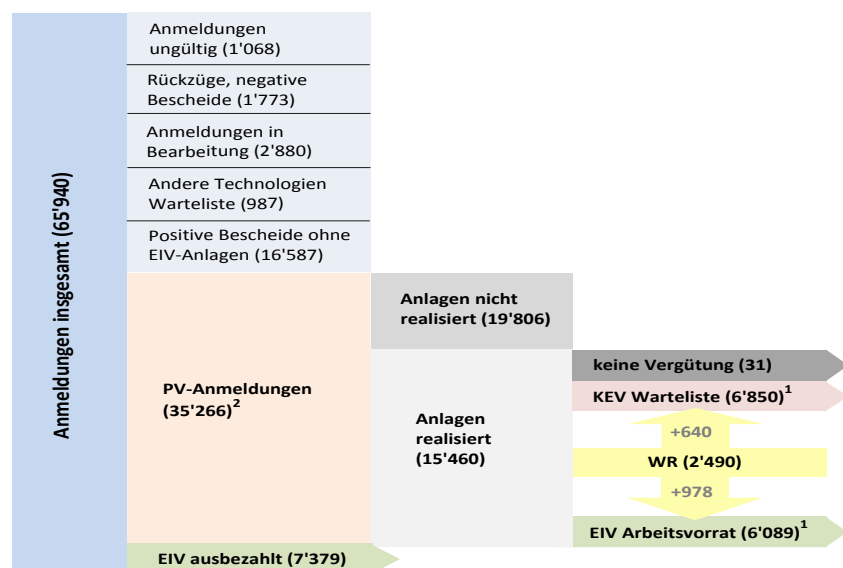 Anmeldungen insgesamt (65'940)
Anmeldungen
ungültig (1'068)
Rückzüge, negative
Bescheide (1'773)
Anmeldungen in
Bearbeitung (2'880)
Andere Technologien
Warteliste (987)
Positive Bescheide ohne
EIV-Anlagen (16'587)
PV-Anmeldungen
(35'266)²
EIV ausbezahlt (7'379)
Anlagen nicht
realisiert (19'806)
Anlagen
realisiert
(15'460)
keine Vergütung (31)
KEV Warteliste (6'850)¹
+640
WR (2'490)
+978
EIV Arbeitsvorrat (6'089)¹